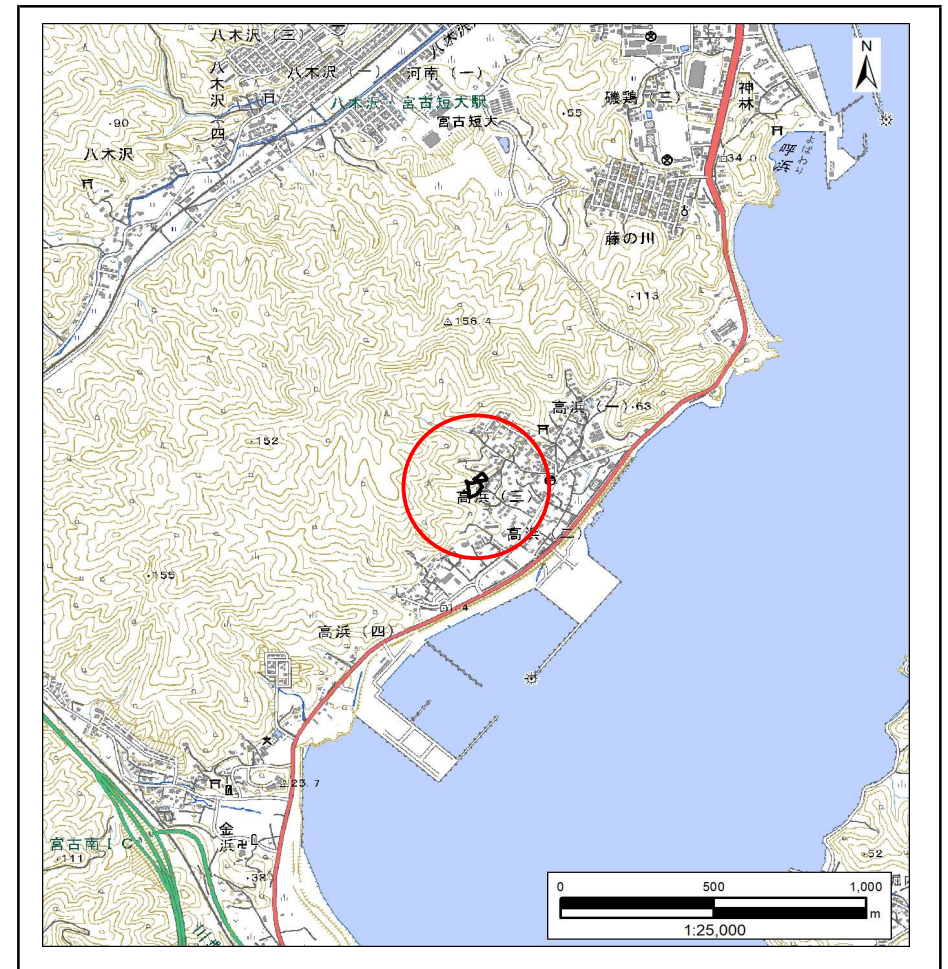 八木沢（三）
八木沢（一）
河南（一）
八木沢（四）
八木沢・宮古短大駅
宮古短大
磯鶏（三）
神林
N
・90
八木沢
・55
34
呼浜
藤の川
・113
156.4
高浜（一）
・63
・152
高浜（三）
高浜（二）
・155
1.4
高浜（四）
23.7
金浜
宮古南IC
・111
・38
・52
0 500 1,000
m
1:25,000